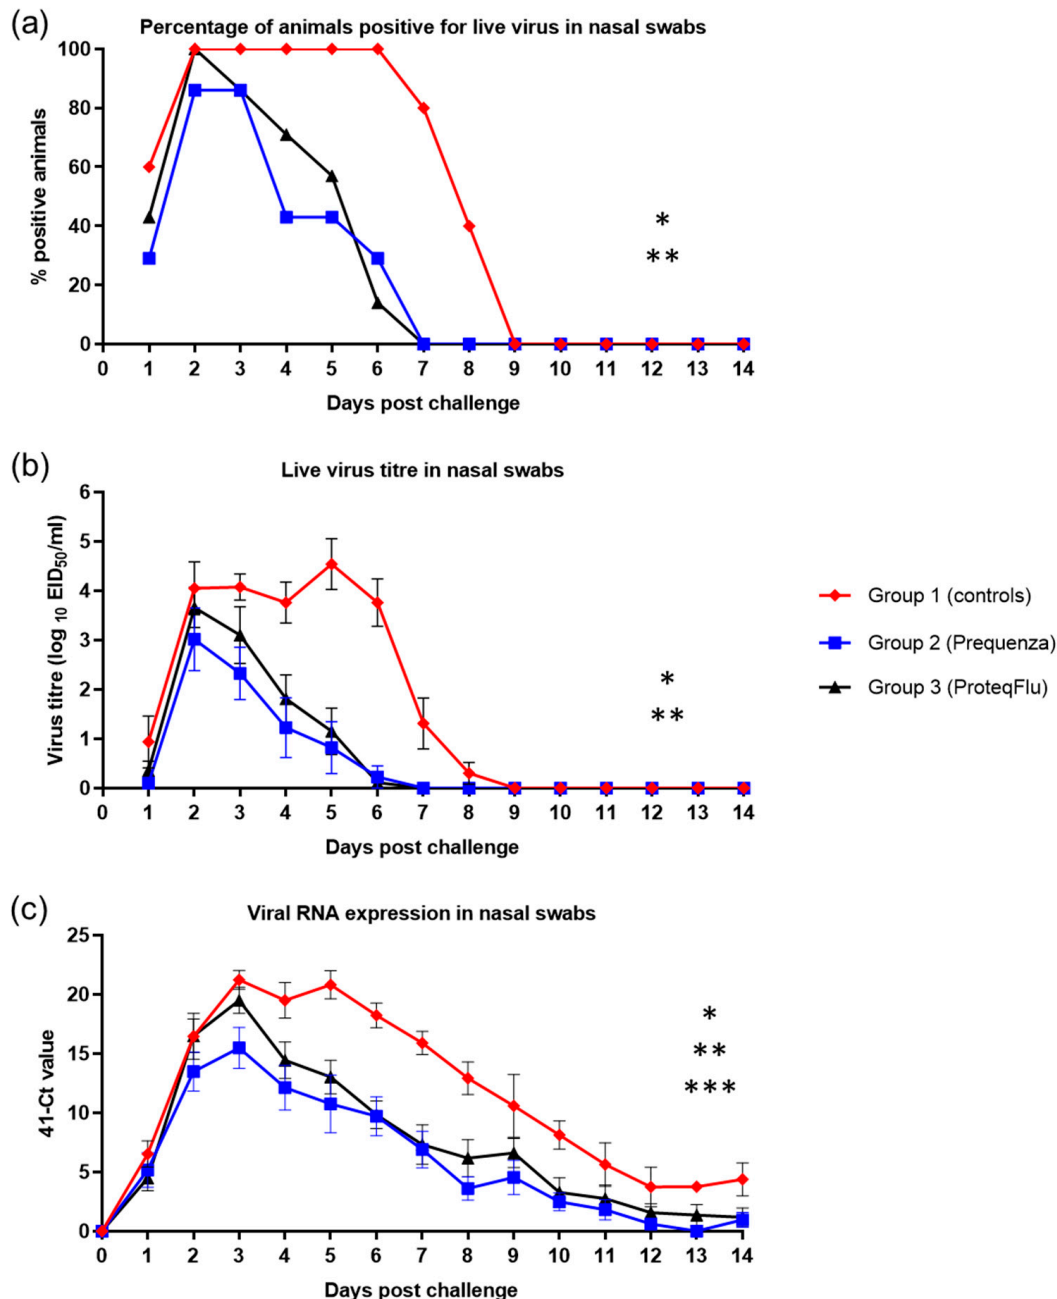 (a)
Percentage of animals positive for live virus in nasal swabs
% positive animals
100
80
60
40
20
0
0 1 2 3 4 5 6 7 8 9 10 11 12 13 14
Days post challenge
*
**
(b)
Live virus titre in nasal swabs
Virus titre (log 10 EID50/ml)
6
5
4
3
2
1
0
0 1 2 3 4 5 6 7 8 9 10 11 12 13 14
Days post challenge
*
**
Group 1 (controls)
Group 2 (Prequenza)
Group 3 (ProteqFlu)
(c)
Viral RNA expression in nasal swabs
41-Ct value
25
20
15
10
5
0
0 1 2 3 4 5 6 7 8 9 10 11 12 13 14
Days post challenge
*
**
***